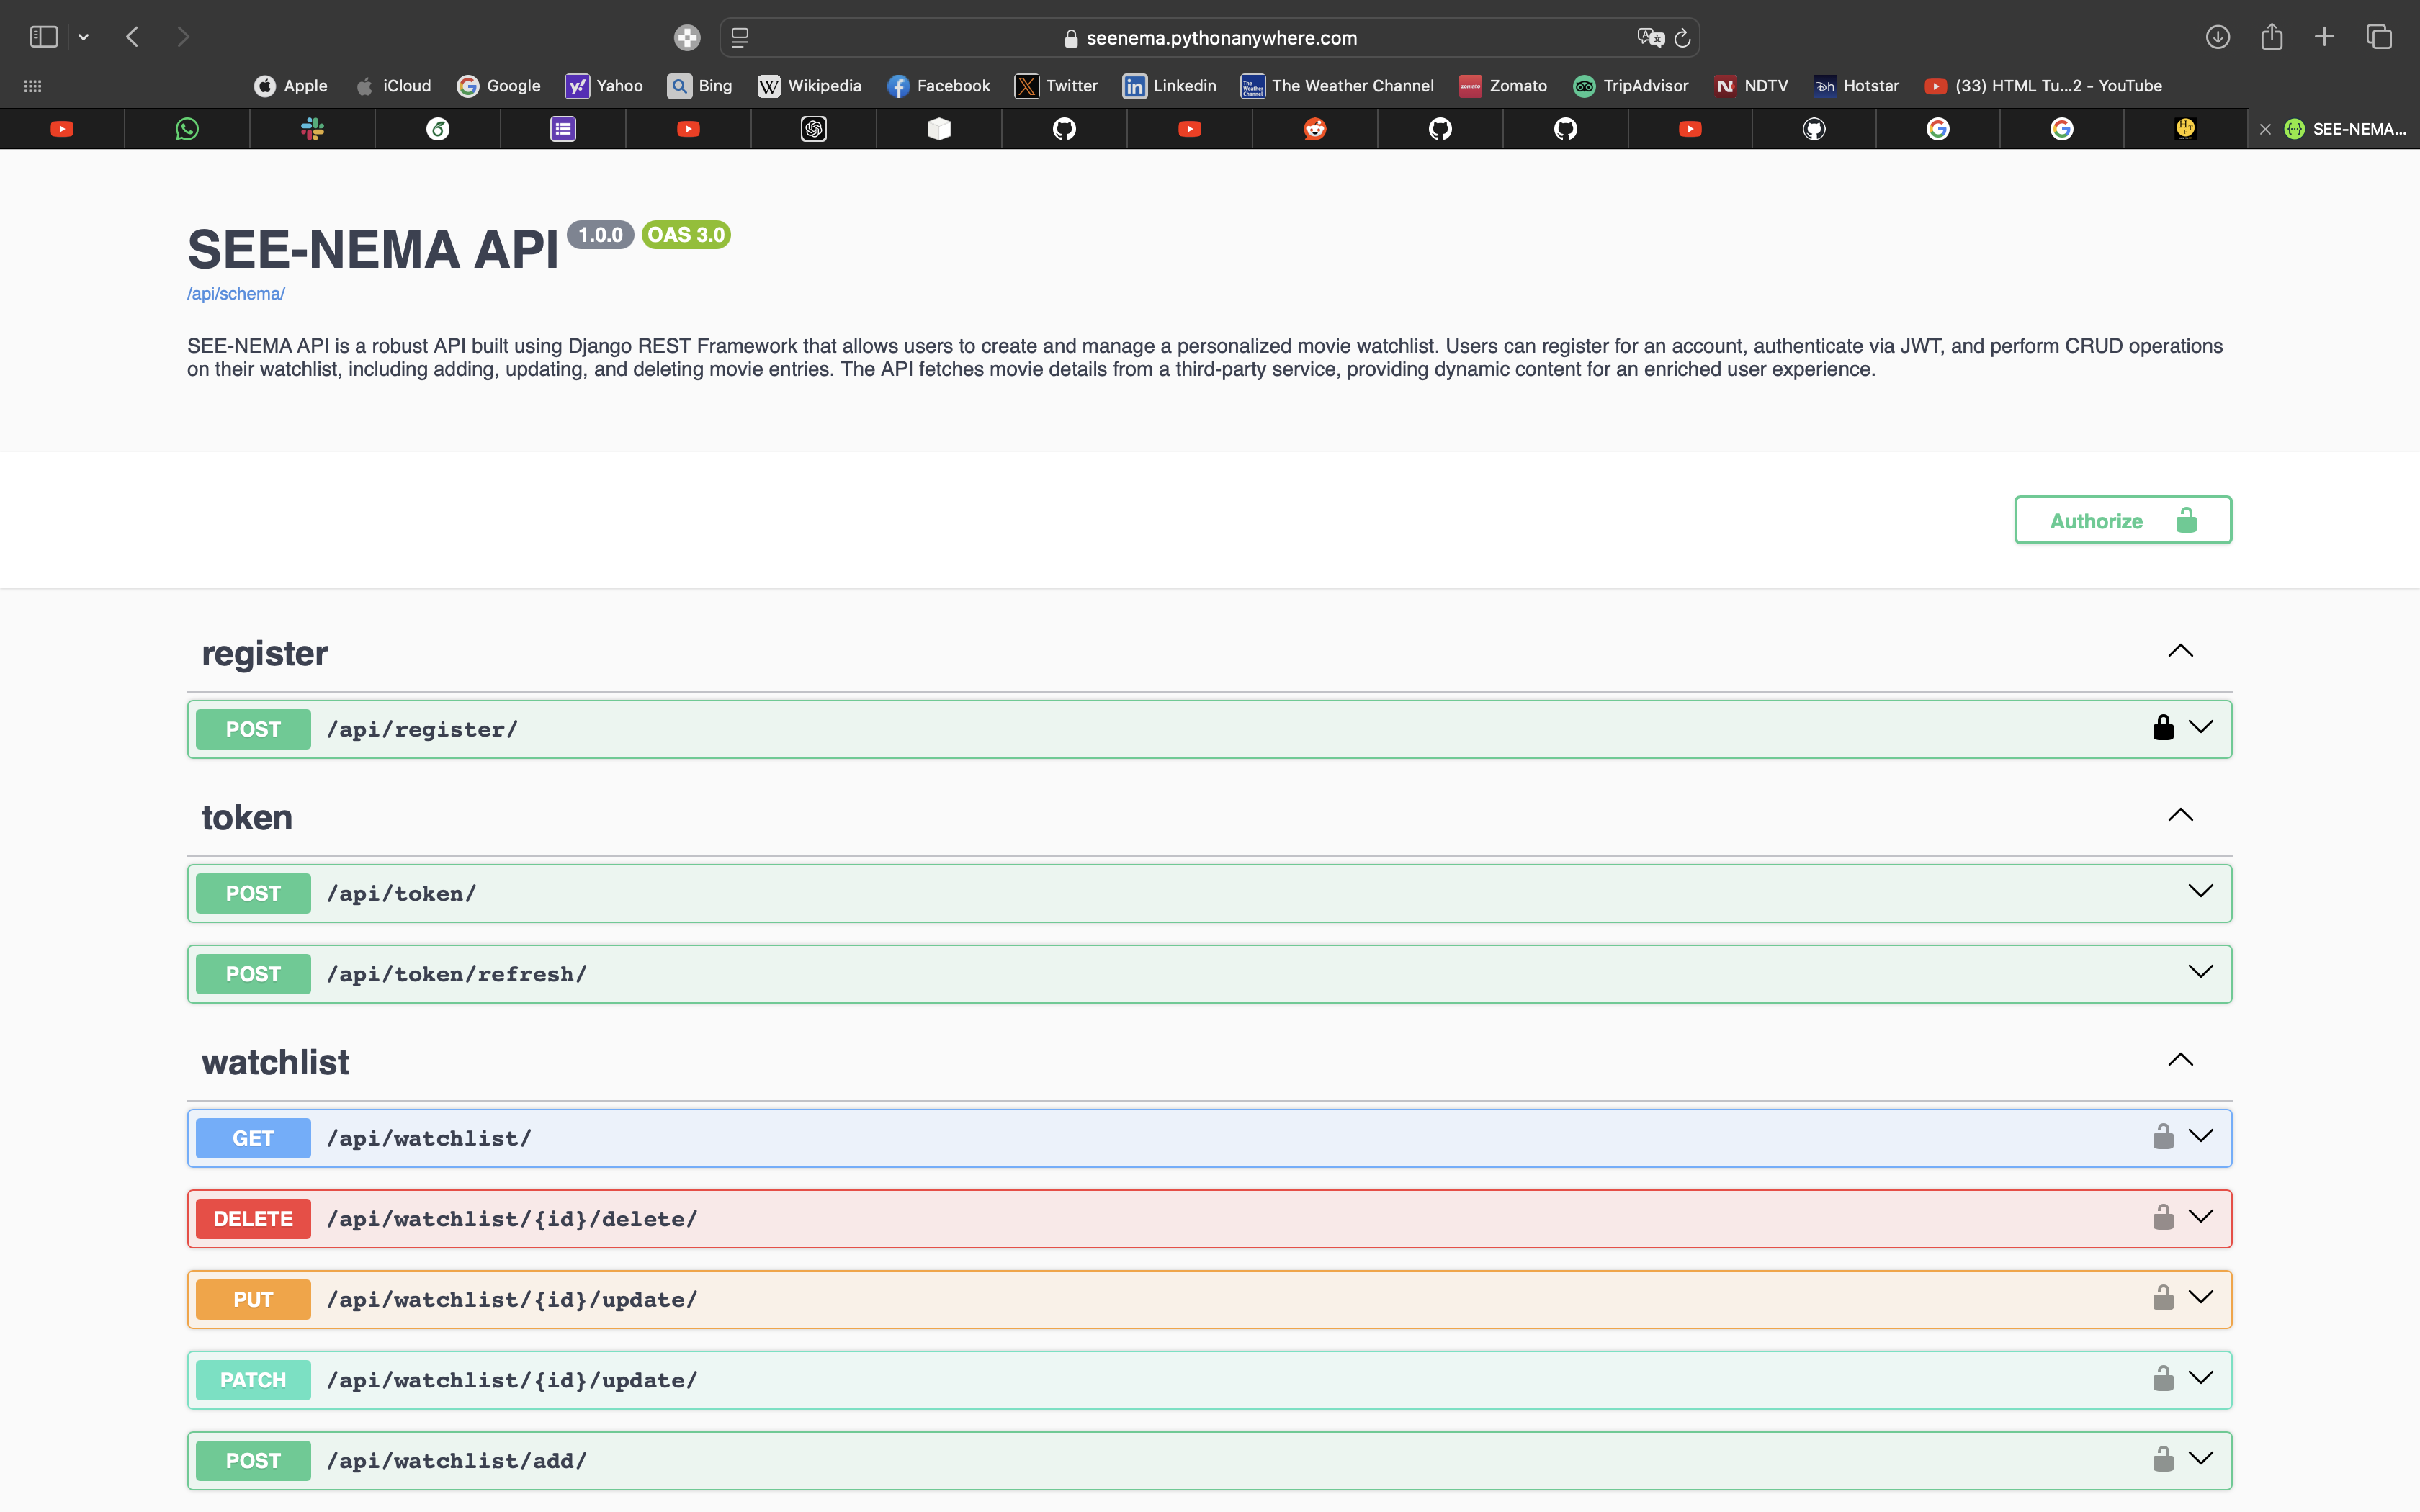 seenema.pythonanywhere.com
Apple iCloud Google Yahoo Bing Wikipedia Facebook Twitter Linkedin The Weather Channel Zomato TripAdvisor NDTV Hotstar (33) HTML Tu...2 - YouTube
SEE-NEMA...
SEE-NEMA API 1.0.0 OAS 3.0
/api/schema/
SEE-NEMA API is a robust API built using Django REST Framework that allows users to create and manage a personalized movie watchlist. Users can register for an account, authenticate via JWT, and perform CRUD operations
on their watchlist, including adding, updating, and deleting movie entries. The API fetches movie details from a third-party service, providing dynamic content for an enriched user experience.
Authorize
register
POST /api/register/
token
POST /api/token/
POST /api/token/refresh/
watchlist
GET /api/watchlist/
DELETE /api/watchlist/{id}/delete/
PUT /api/watchlist/{id}/update/
PATCH /api/watchlist/{id}/update/
POST /api/watchlist/add/